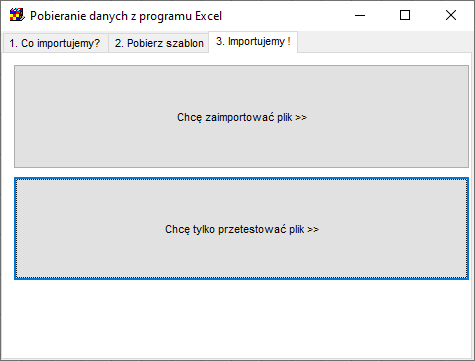 Pobieranie danych z programu Excel
1. Co importujemy? 2. Pobierz szablon 3. Importujemy !
Chcę zaimportować plik >>
Chcę tylko przetestować plik >>